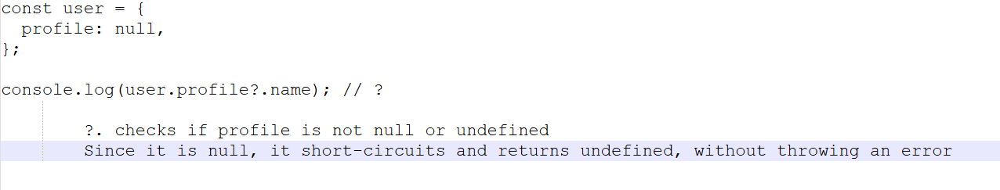 const user = {
  profile: null,
};
console.log(user.profile?.name); // ?
?. checks if profile is not null or undefined
Since it is null, it short-circuits and returns undefined, without throwing an error